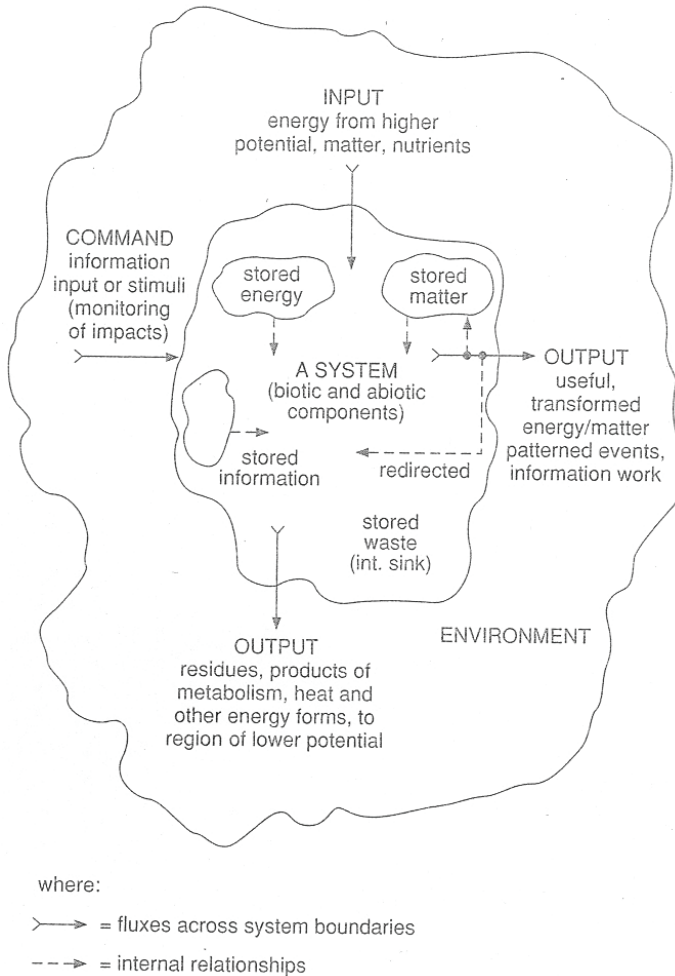 INPUT
energy from higher
potential, matter, nutrients
COMMAND
information
input or stimuli
(monitoring
of impacts)
stored
energy
stored
matter
A SYSTEM
(biotic and abiotic
components)
OUTPUT
useful,
transformed
energy/matter
patterned events,
information work
stored
information
redirected
stored
waste
(int. sink)
OUTPUT
residues, products of
metabolism, heat and
other energy forms, to
region of lower potential
ENVIRONMENT
where:
= fluxes across system boundaries
= internal relationships